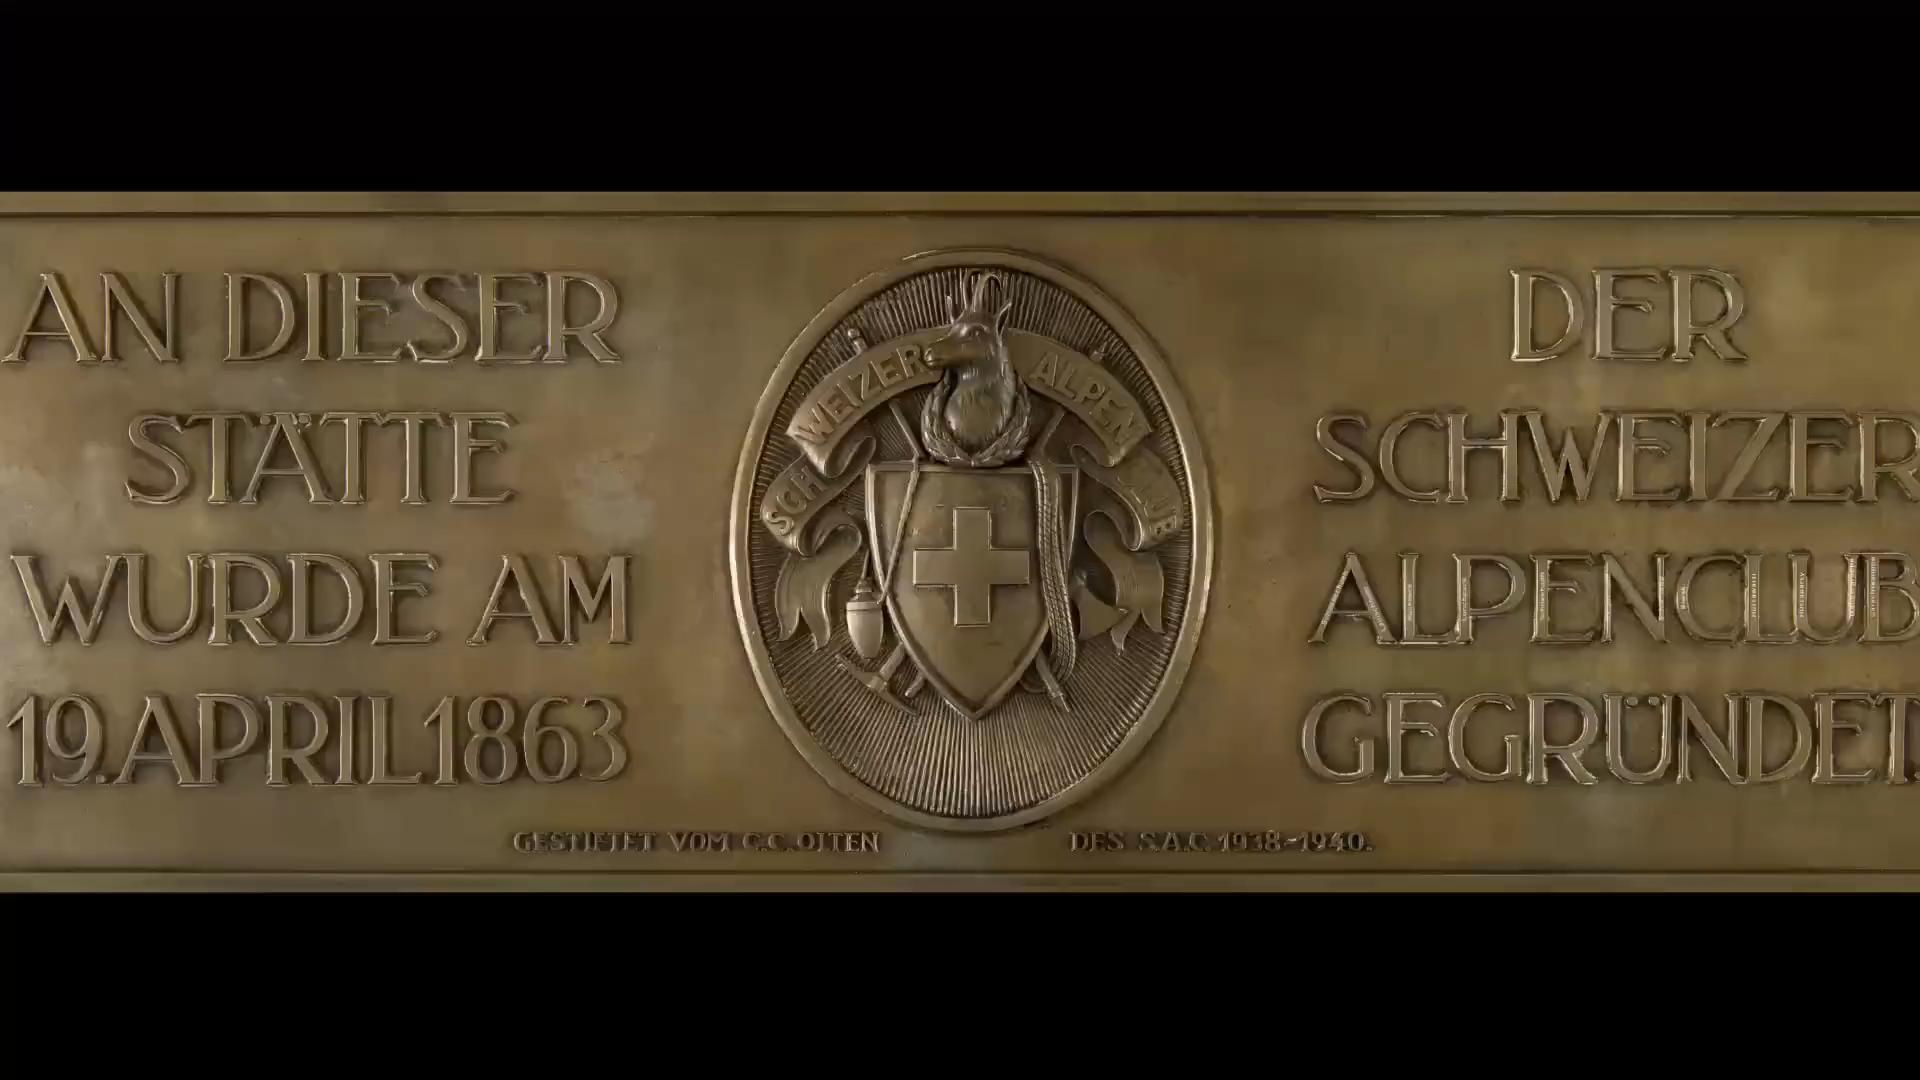 AN DIESER
STÄTTE
WURDE AM
19. APRIL 1863
SCHWEIZER ALPEN CLUB
DER
SCHWEIZER
ALPENCLUB
GEGRÜNDET.
GESTIFTET VOM C.C. OLTEN DES S.A.C. 1938-1940.